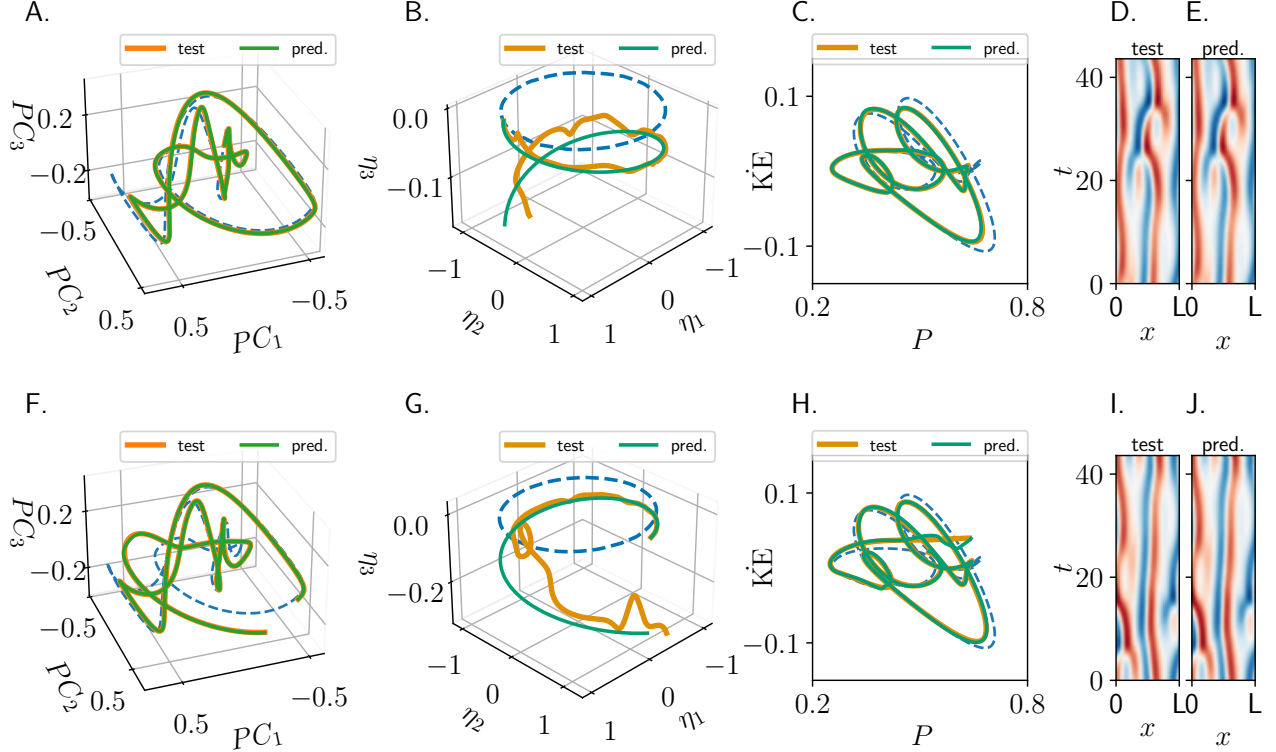 A.
B.
C.
D.
E.
test pred.
test pred.
test pred.
test
pred.
PC₃
0.2
−0.2
−0.5
0.5
PC₂
0.5
−0.5
PC₁
η₃
0.0
−0.1
−1
0
1
η₂
1
0
−1
η₁
K̇E
0.1
−0.1
0.2
0.8
P
t
40
20
0
0
L
0
L
x
x
F.
G.
H.
I.
J.
test pred.
test pred.
test pred.
test
pred.
PC₃
0.2
−0.2
−0.5
0.5
PC₂
0.5
−0.5
PC₁
η₃
0.0
−0.2
−1
0
1
η₂
1
0
−1
η₁
K̇E
0.1
−0.1
0.2
0.8
P
t
40
20
0
0
L
0
L
x
x